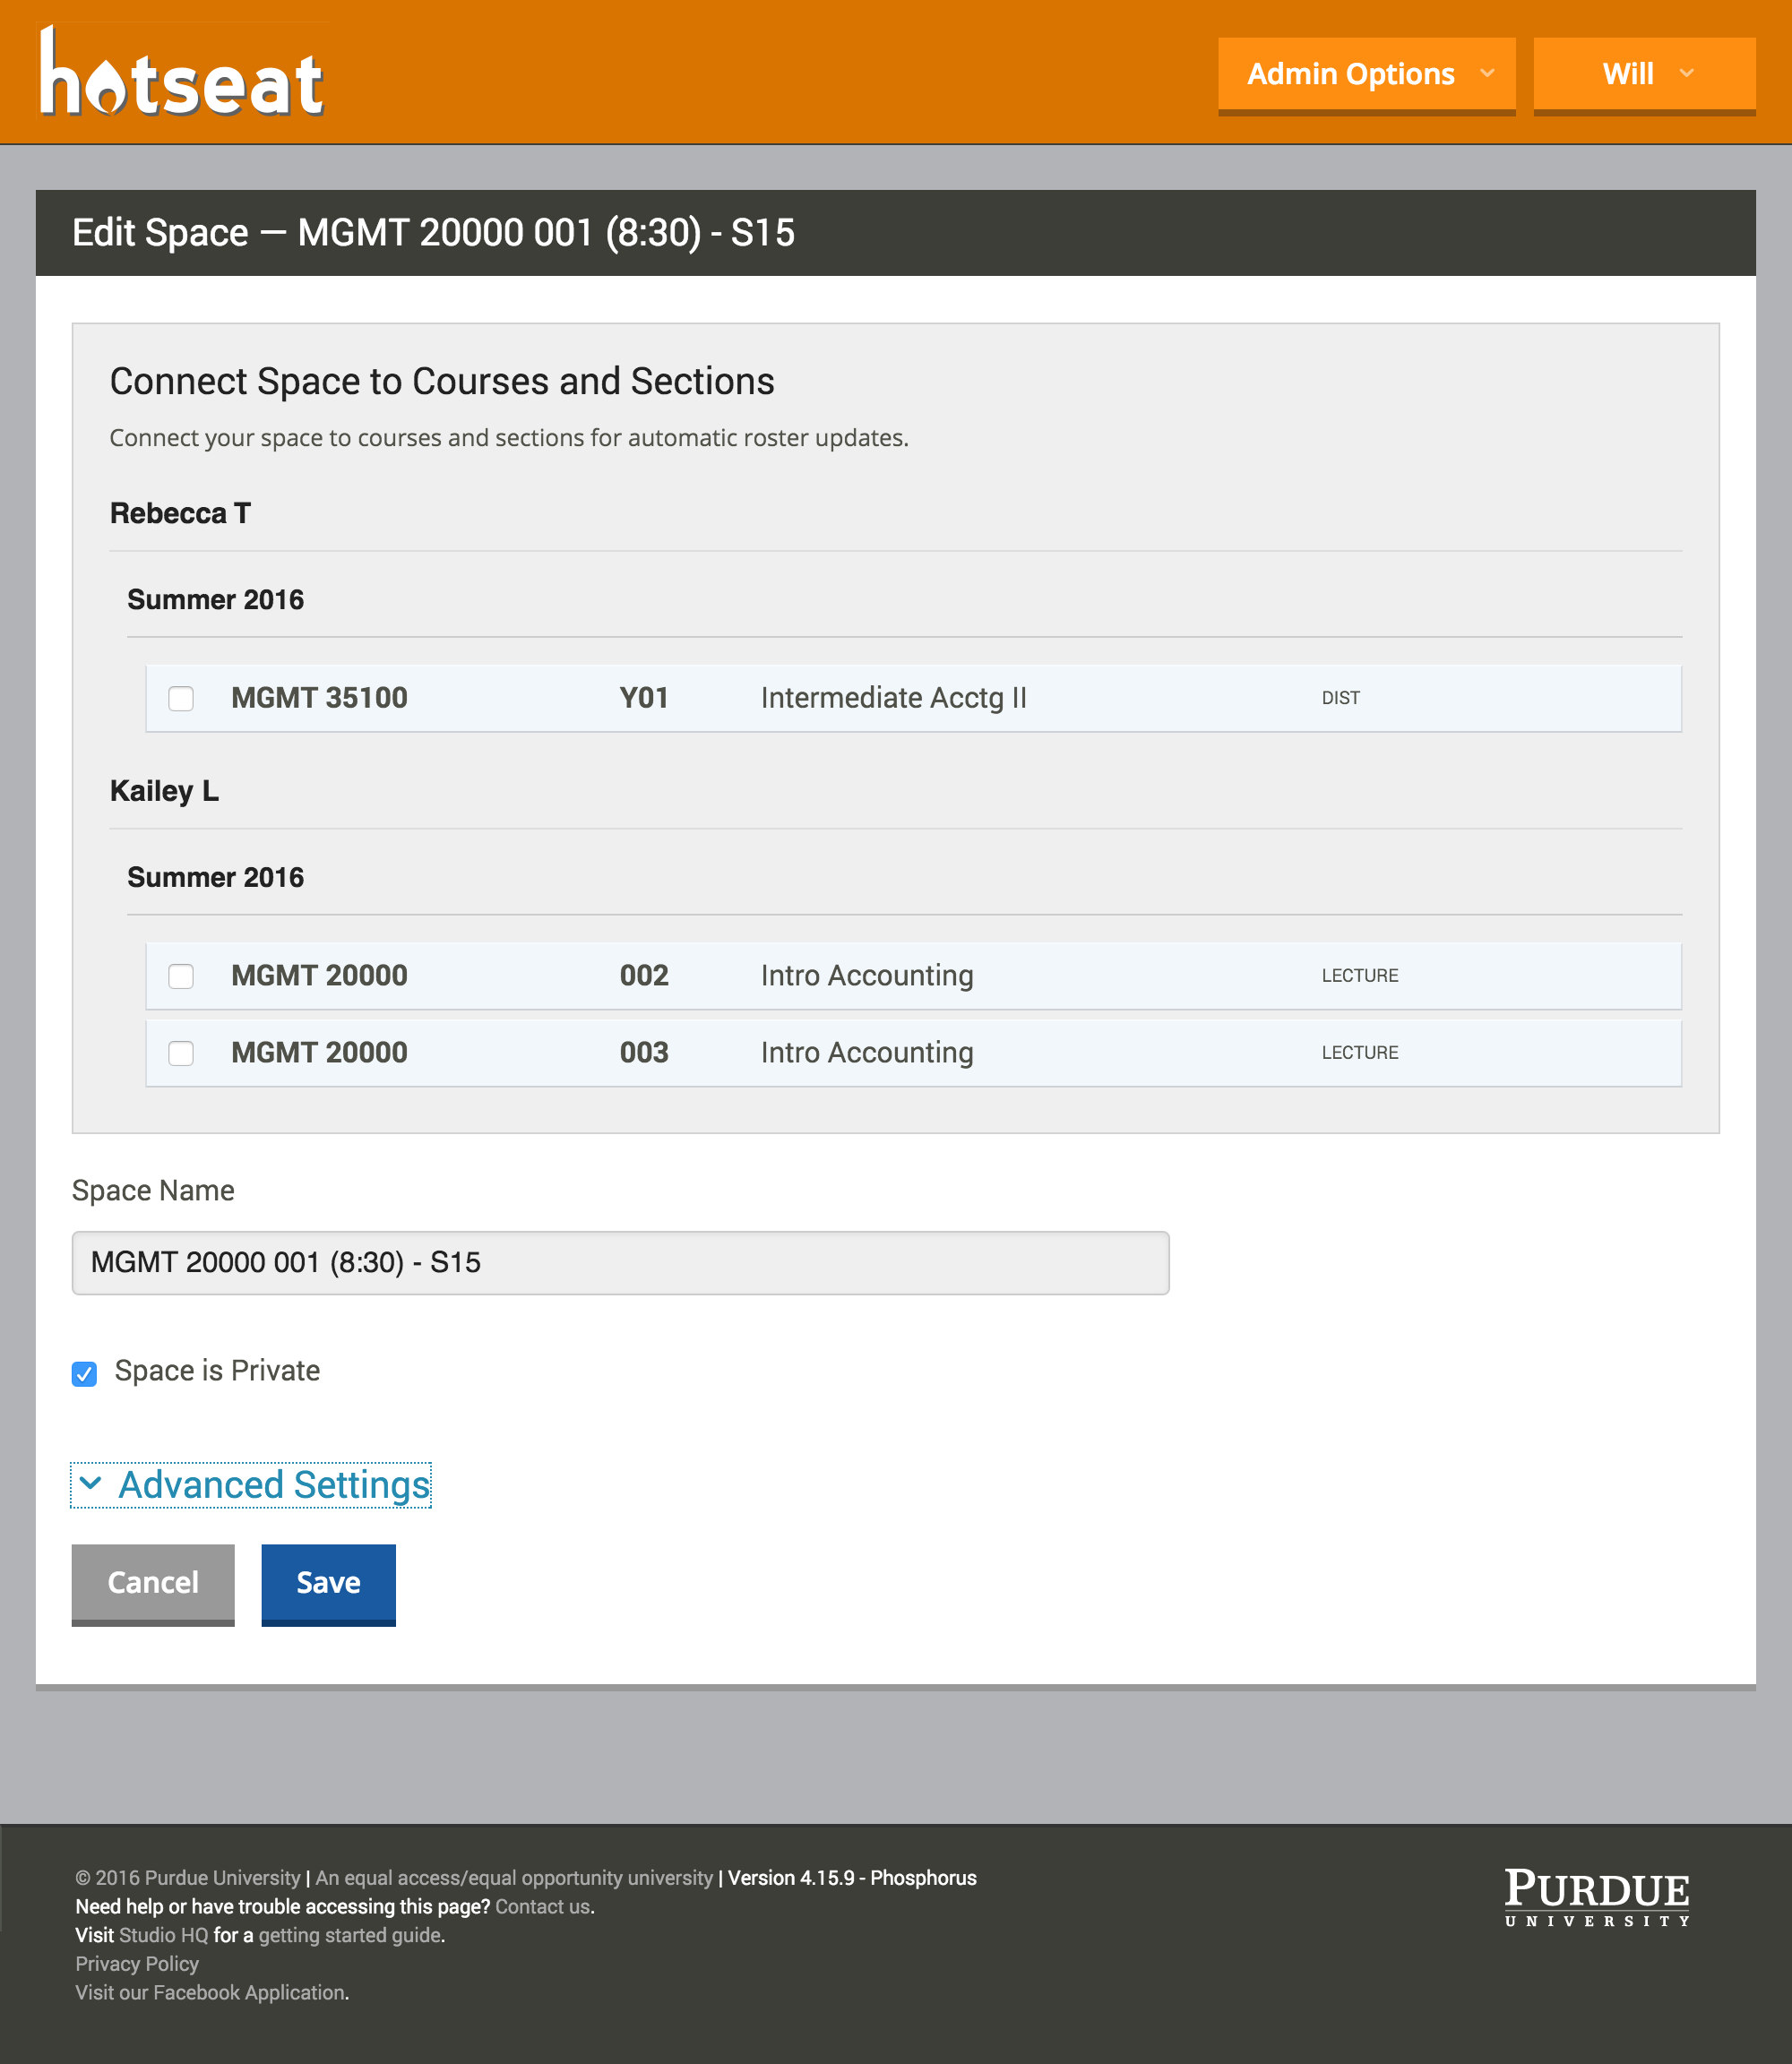 hotseat
Admin Options
Will
Edit Space — MGMT 20000 001 (8:30) - S15
Connect Space to Courses and Sections
Connect your space to courses and sections for automatic roster updates.
Rebecca T
Summer 2016
MGMT 35100 Y01 Intermediate Acctg II DIST
Kailey L
Summer 2016
MGMT 20000 002 Intro Accounting LECTURE
MGMT 20000 003 Intro Accounting LECTURE
Space Name
MGMT 20000 001 (8:30) - S15
Space is Private
Advanced Settings
Cancel
Save
© 2016 Purdue University | An equal access/equal opportunity university | Version 4.15.9 - Phosphorus
Need help or have trouble accessing this page? Contact us.
Visit Studio HQ for a getting started guide.
Privacy Policy
Visit our Facebook Application.
PURDUE
UNIVERSITY